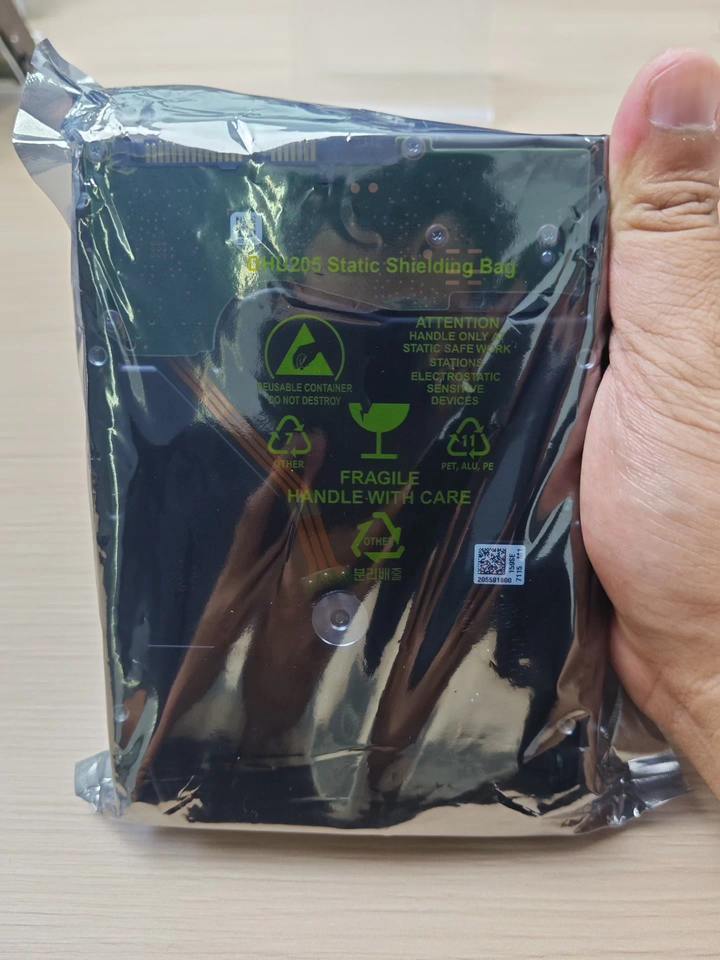 DHU205 Static Shielding Bag
ATTENTION
HANDLE ONLY AT
STATIC SAFE WORK
STATIONS
ELECTROSTATIC
SENSITIVE
DEVICES
REUSABLE CONTAINER
DO NOT DESTROY
7
OTHER
11
PET, ALU, PE
FRAGILE
HANDLE WITH CARE
OTHER
분리배출
205591800